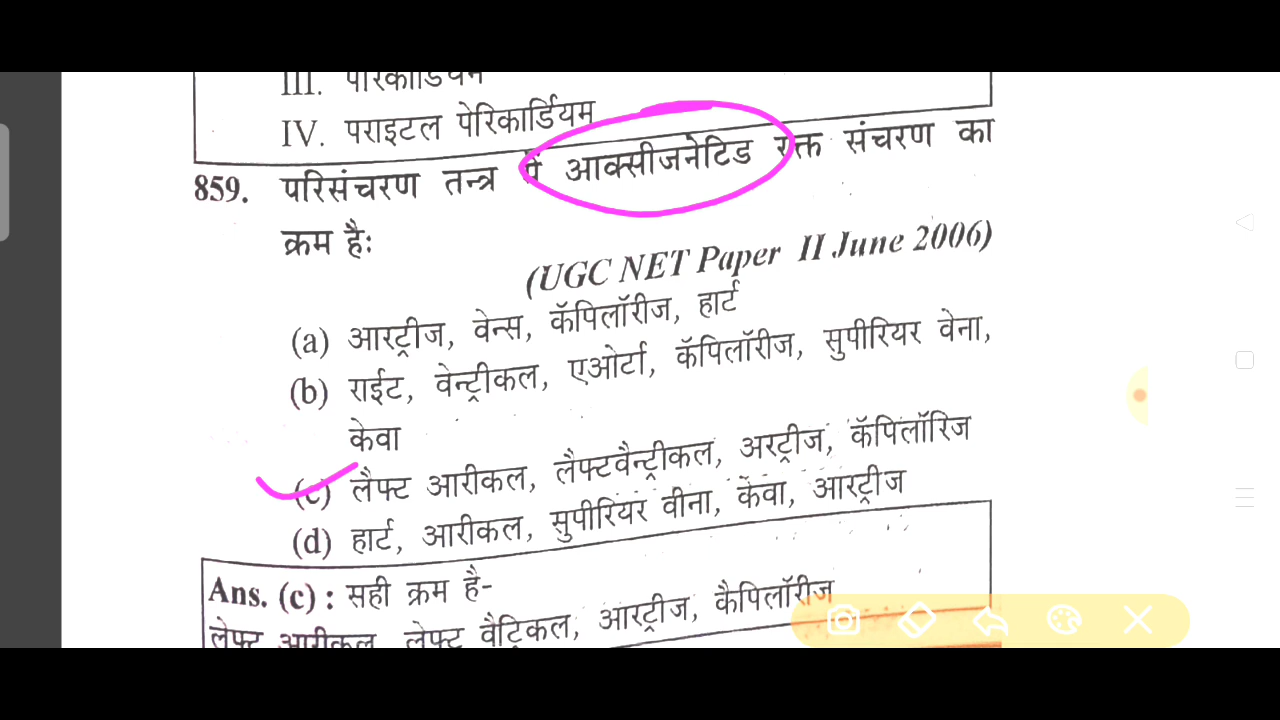 III. पेरिकार्डियम
IV. पराइटल पेरिकार्डियम
859. परिसंचरण तन्त्र में आक्सीजनेटिड रक्त संचरण का
क्रम है:
(UGC NET Paper II June 2006)
(a) आरट्रीज, वेन्स, कॅपिलॉरीज, हार्ट
(b) राईट, वेन्ट्रीकल, एओर्टा, कॅपिलॉरीज, सुपीरियर वेना,
केवा
(c) लैफ्ट आरीकल, लैफ्टवैन्ट्रीकल, अरट्रीज, कॅपिलॉरिज
(d) हार्ट, आरीकल, सुपीरियर वीना, केवा, आरट्रीज
Ans. (c) : सही क्रम है-
लेफ्ट आरीकल, लेफ्ट वैट्रिकल, आरट्रीज, कैपिलॉरीज